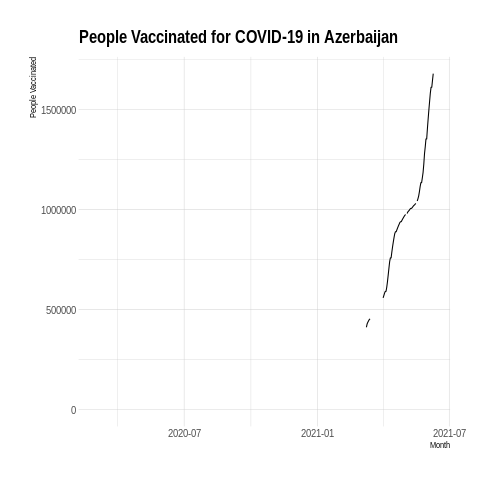 People Vaccinated for COVID-19 in Azerbaijan
People Vaccinated
1500000
1000000
500000
0
2020-07
2021-01
2021-07
Month